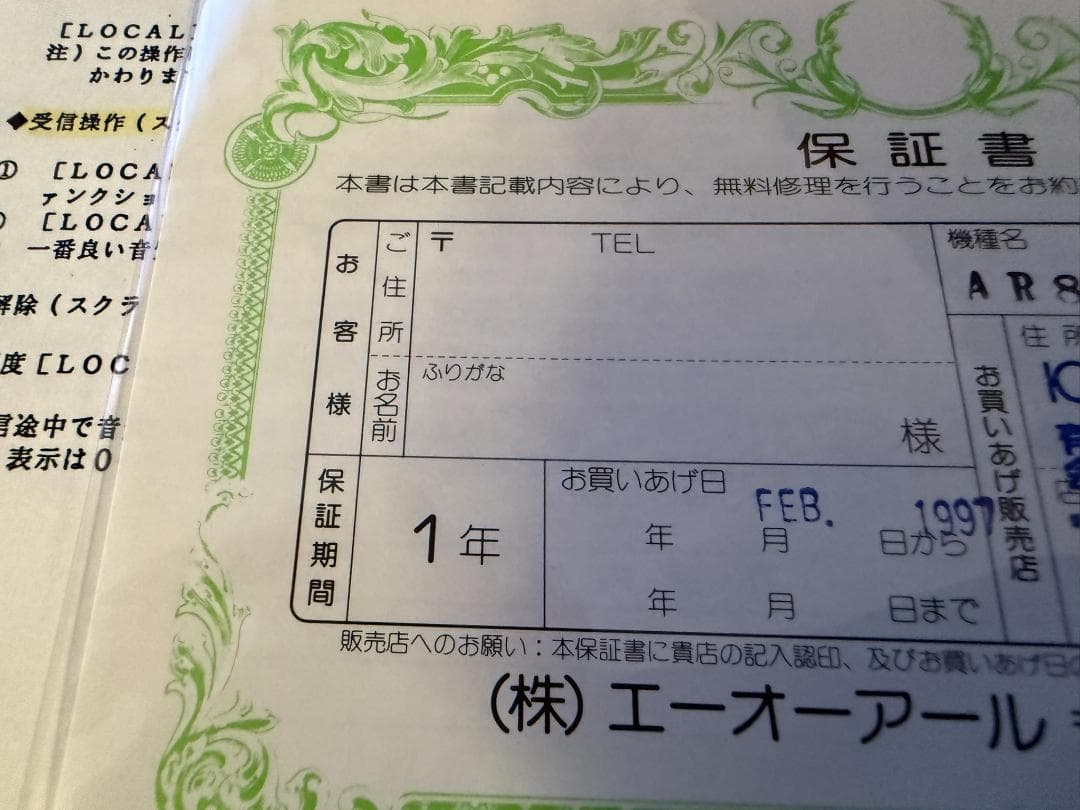 [LOCAL]
注)この操作
かわりま
◆受信操作(ス
① [LOCA
ァンクショ
[LOCA
一番良い音
解除(スクラ
度[LOC
信途中で音
表示は0
保証書
本書は本書記載内容により、無料修理を行うことをお約
お客様
ご住所
〒 TEL
お名前
ふりがな
様
機種名
AR8
お買いあげ販売店
住所
保証期間
1年
お買いあげ日
FEB. 1997
年 月 日から
年 月 日まで
販売店へのお願い:本保証書に貴店の記入認印、及びお買いあげ日の
(株)エーオーアール